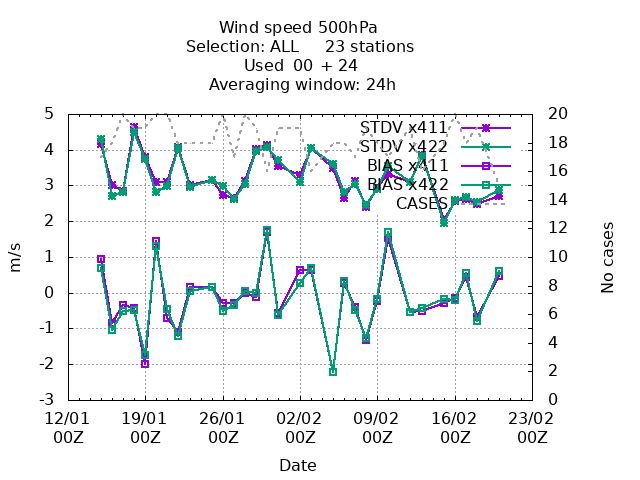 Wind speed 500hPa
Selection: ALL 23 stations
Used 00 + 24
Averaging window: 24h
STDV x411
STDV x422
BIAS x411
BIAS x422
CASES
5
4
3
2
1
0
-1
-2
-3
m/s
20
18
16
14
12
10
8
6
4
2
0
No cases
12/01 19/01 26/01 02/02 09/02 16/02 23/02
00Z 00Z 00Z 00Z 00Z 00Z 00Z
Date